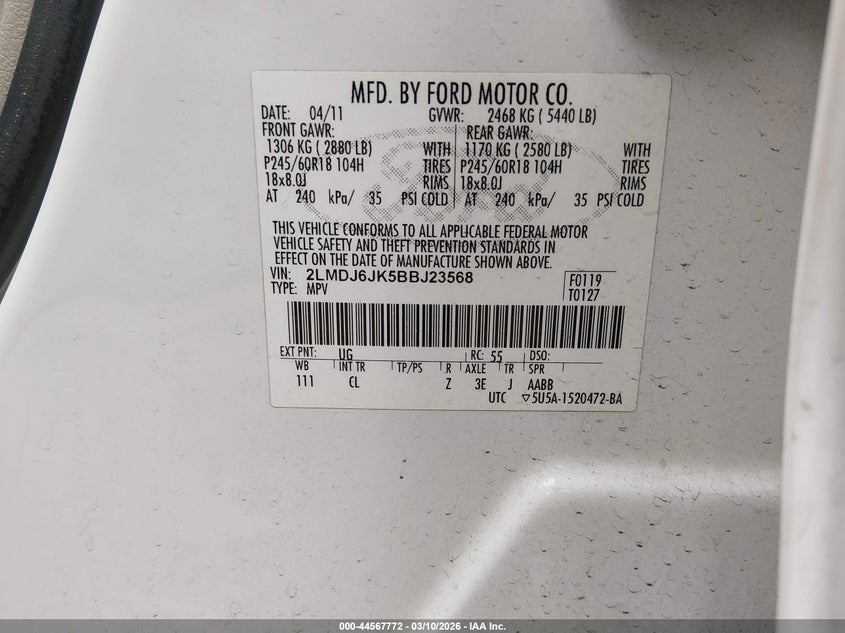 MFD. BY FORD MOTOR CO.
DATE: 04/11 GVWR: 2468 KG ( 5440 LB)
FRONT GAWR: REAR GAWR:
1306 KG ( 2880 LB) WITH 1170 KG ( 2580 LB) WITH
P245/60R18 104H TIRES P245/60R18 104H TIRES
18x8.0J RIMS 18x8.0J RIMS
AT 240 kPa/ 35 PSI COLD AT 240 kPa/ 35 PSI COLD
Ford
THIS VEHICLE CONFORMS TO ALL APPLICABLE FEDERAL MOTOR
VEHICLE SAFETY AND THEFT PREVENTION STANDARDS IN
EFFECT ON THE DATE OF MANUFACTURE SHOWN ABOVE.
VIN: 2LMDJ6JK5BBJ23568 F0119
TYPE: MPV T0127
EXT PNT: UG RC: 55 DSO:
WB INT TR TP/PS R AXLE TR SPR
111 CL Z 3E J AABB
UTC ▽5U5A-1520472-BA
000-44567772 — 03/10/2026 — IAA Inc.